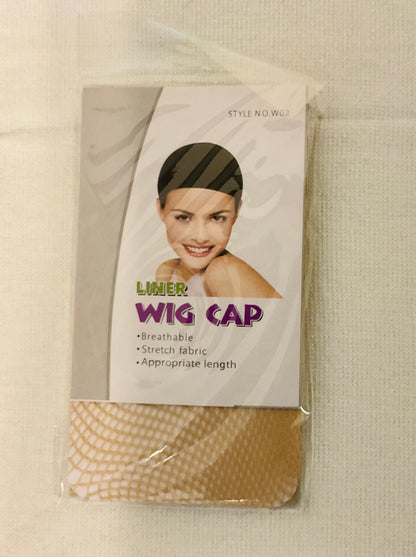 STYLE NO.W02
LINER
WIG CAP
•Breathable
•Stretch fabric
•Appropriate length